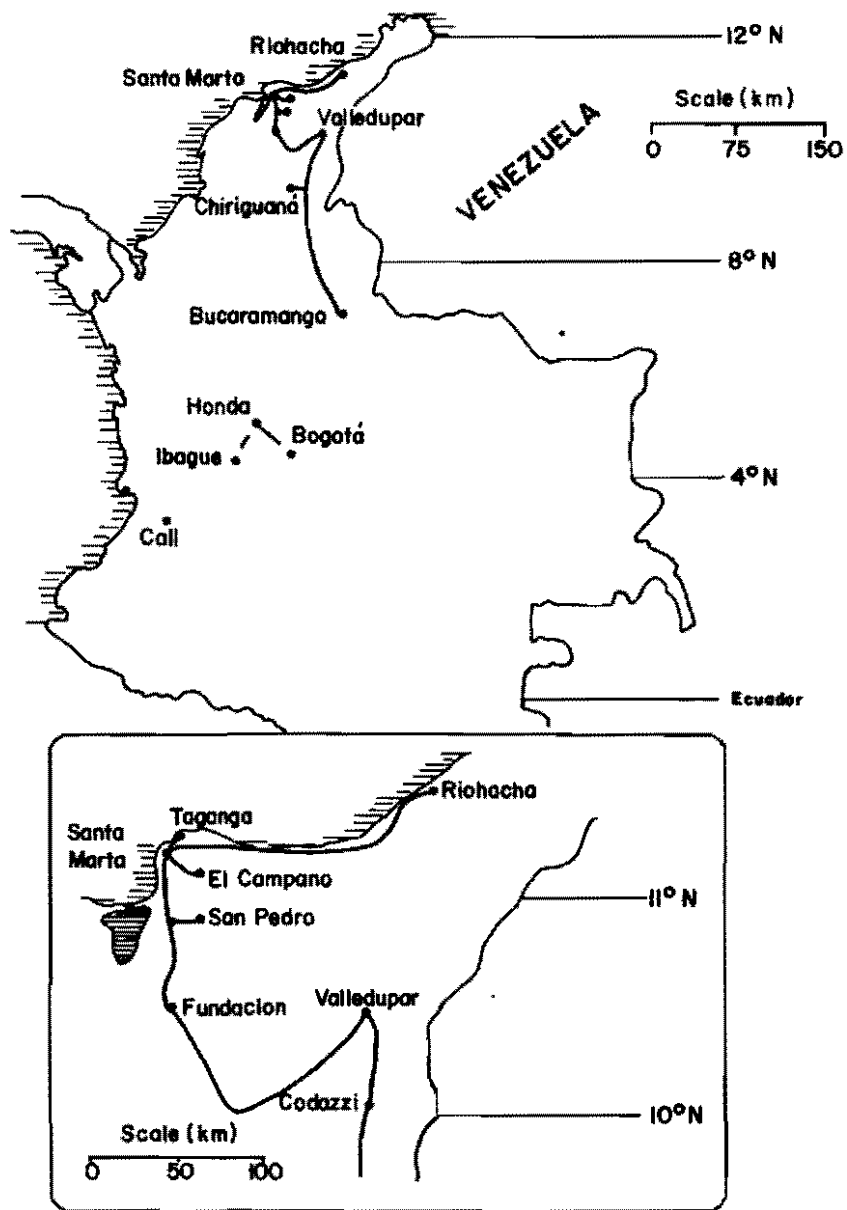 Riohacha
12° N
Santa Marta
Scale (km)
Valledupar
0 75 150
VENEZUELA
Chiriguaná
8° N
Bucaramanga
Honda
Bogotá
Ibague
4° N
Cali
Ecuador
Riohacha
Taganga
Santa
Marta
El Campano
11° N
San Pedro
Valledupar
Fundacion
Codazzi
10° N
Scale (km)
0 50 100